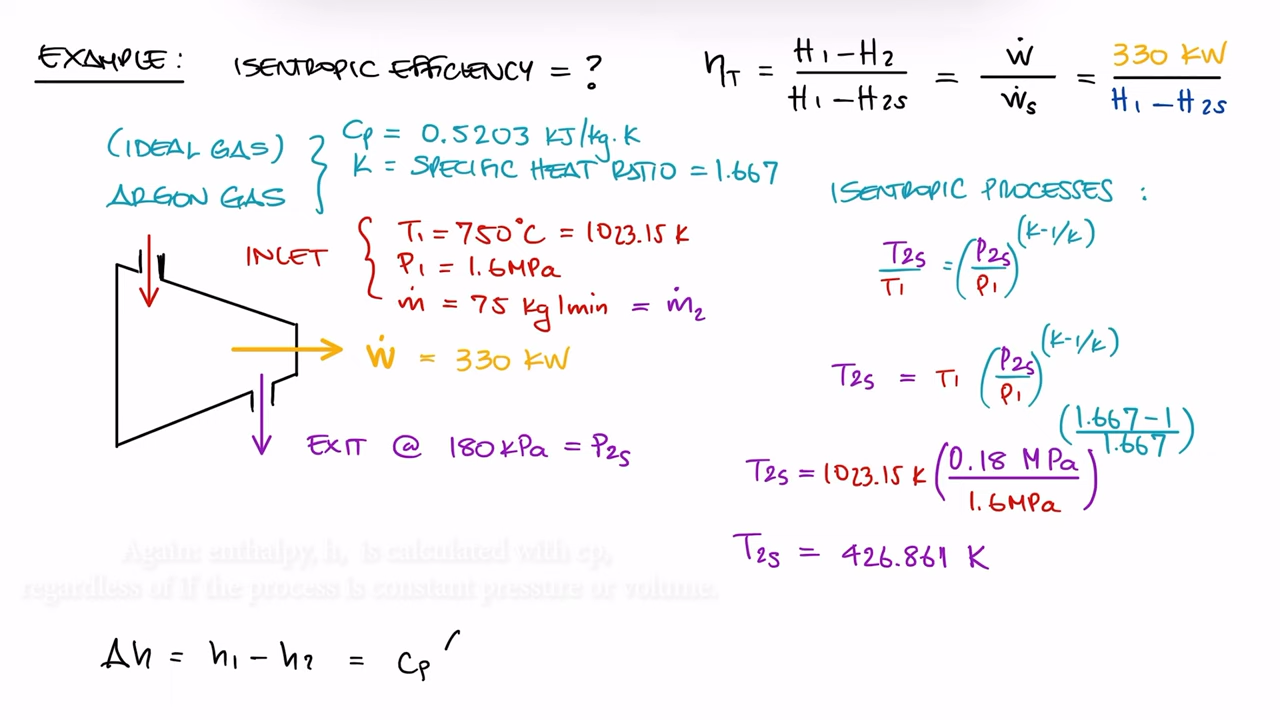 EXAMPLE: ISENTROPIC EFFICIENCY = ?
ηT = (H1 − H2)/(H1 − H2s) = Ẇ/Ẇs = 330 KW/(H1 − H2s)
(IDEAL GAS)
ARGON GAS
Cp = 0.5203 KJ/kg.K
K = SPECIFIC HEAT RATIO = 1.667
INLET
T1 = 750°C = 1023.15 K
P1 = 1.6MPa
ṁ = 75 kg/min = ṁ2
Ẇ = 330 KW
EXIT @ 180 kPa = P2s
ISENTROPIC PROCESSES :
T2s/T1 = (P2s/P1)^(K-1/K)
T2s = T1 (P2s/P1)^(K-1/K)
T2s = 1023.15 K (0.18 MPa/1.6MPa)^((1.667-1)/1.667)
T2s = 426.861 K
Again: enthalpy, h, is calculated with cp,
regardless of if the process is constant pressure or volume.
Δh = h1 − h2 = Cp (